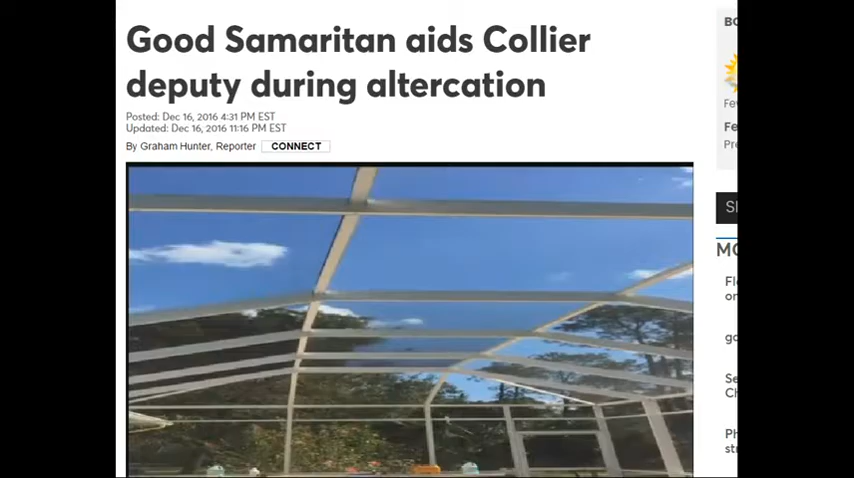 Good Samaritan aids Collier
deputy during altercation
Posted: Dec 16, 2016 4:31 PM EST
Updated: Dec 16, 2016 11:16 PM EST
By Graham Hunter, Reporter CONNECT